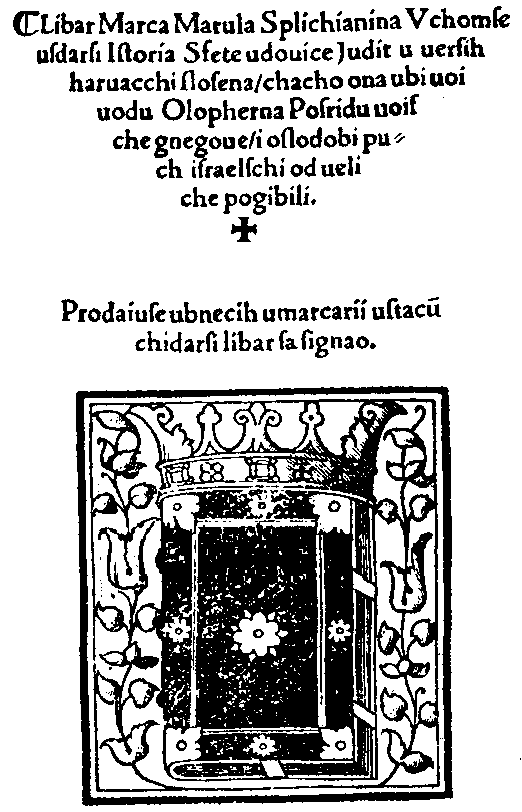 ¶Libar Marca Marula Splichianina Vchomſe
uſdarſi Iſtoria Sfete udouice Judit u uerſih
haruacchi ſloſena/chacho ona ubi uoi
uodu Olopherna Poſridu uoiſ
che gnegoue/i oſlodobi pu⸗
ch iſraelſchi od ueli
che pogibili.
✠
Prodaiuſe ubnecih umarcarii uſtacū
chidarſi libar ſa ſignao.